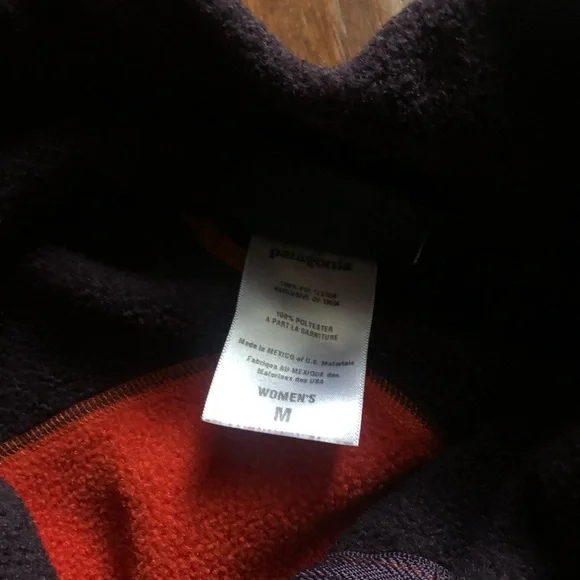 patagonia
100% POLYESTER
EXCLUSIVE OF TRIM
100% POLYESTER
A PART LA GARNITURE
Made in MEXICO of U.S. Materials
Fabriqué AU MEXIQUE des
Materiaux des USA
WOMEN'S
M